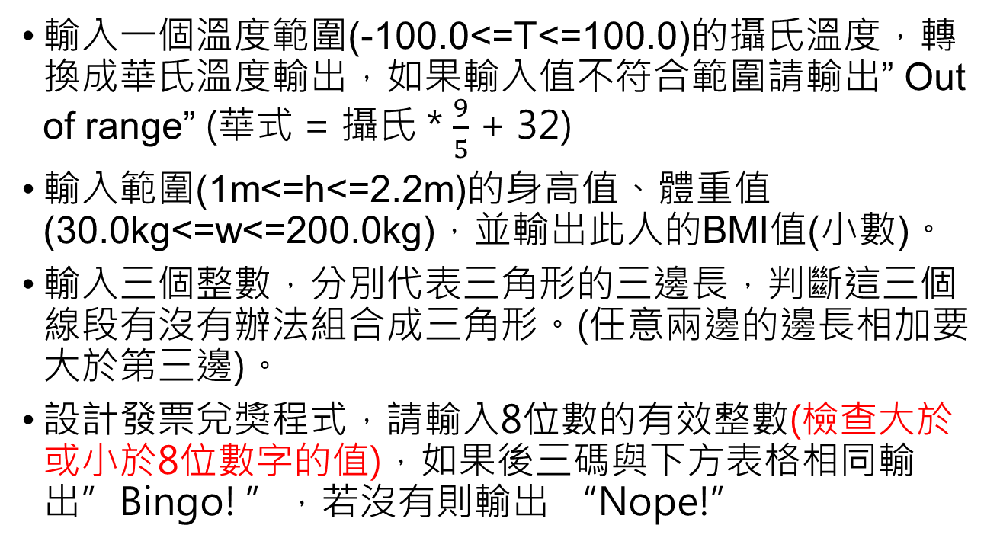 • 輸入一個溫度範圍(-100.0<=T<=100.0)的攝氏溫度，轉
換成華氏溫度輸出，如果輸入值不符合範圍請輸出” Out
of range” (華式 = 攝氏 * 9/5 + 32)
• 輸入範圍(1m<=h<=2.2m)的身高值、體重值
(30.0kg<=w<=200.0kg)，並輸出此人的BMI值(小數)。
• 輸入三個整數，分別代表三角形的三邊長，判斷這三個
線段有沒有辦法組合成三角形。(任意兩邊的邊長相加要
大於第三邊)。
• 設計發票兌獎程式，請輸入8位數的有效整數(檢查大於
或小於8位數字的值)，如果後三碼與下方表格相同輸
出” Bingo! ” ，若沒有則輸出 “Nope!”